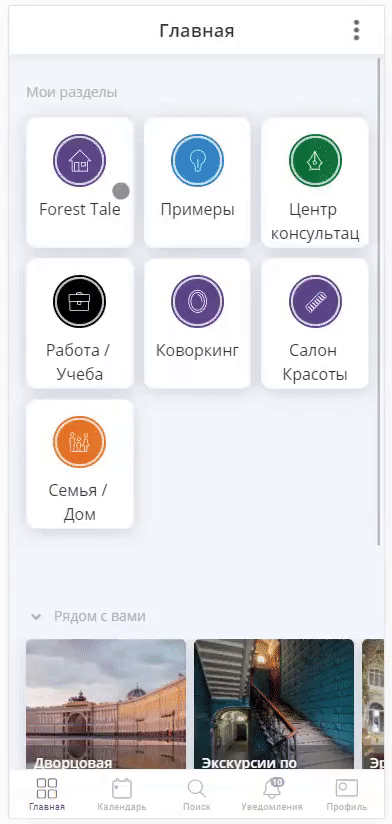 Главная
Мои разделы
Forest Tale
Примеры
Центр
консультац
Работа /
Учеба
Коворкинг
Салон
Красоты
Семья /
Дом
Рядом с вами
Дворцовая
Экскурсии по
Эр
10
Главная
Календарь
Поиск
Уведомления
Профиль